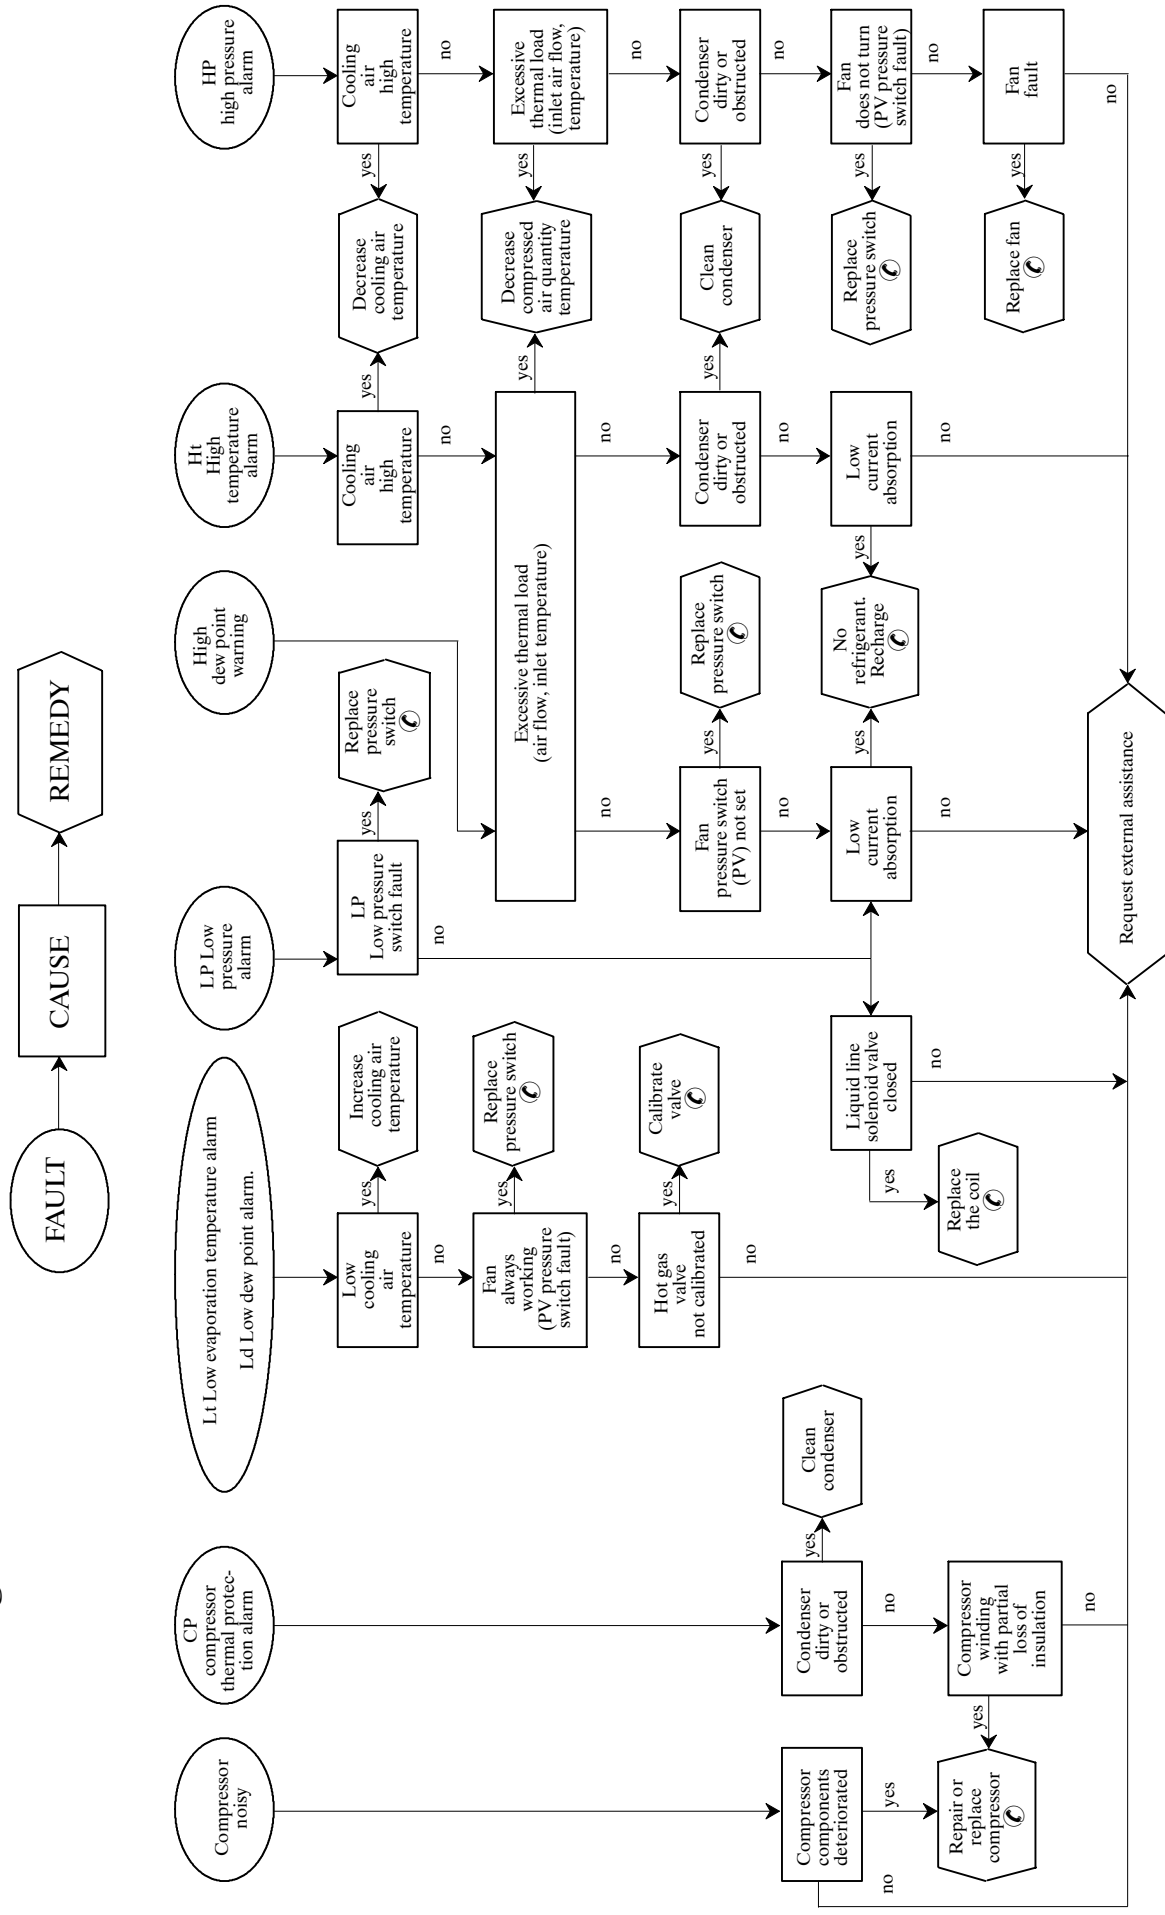 FAULT
CAUSE
REMEDY
Compressor
noisy
CP
compressor
thermal protec-
tion alarm
Lt Low evaporation temperature alarm
Ld Low dew point alarm.
LP Low
pressure
alarm
High
dew point
warning
Ht
High
temperature
alarm
HP
high pressure
alarm
Low
cooling
air
temperature
yes
Increase
cooling air
temperature
no
LP
Low pressure
switch fault
yes
Replace
pressure
switch
no
Cooling
air
high
temperature
yes
Decrease
cooling air
temperature
yes
Cooling
air
high
temperature
no
no
Fan
always
working
(PV pressure
switch fault)
yes
Replace
pressure switch
no
Excessive thermal load
(air flow, inlet temperature)
yes
Decrease
compressed
air quantity
temperature
yes
Excessive
thermal load
(inlet air flow,
temperature)
no
no
no
Hot gas
valve
not calibrated
yes
Calibrate
valve
no
Fan
pressure switch
(PV) not set
yes
Replace
pressure switch
no
Condenser
dirty or
obstructed
yes
Clean
condenser
yes
Condenser
dirty or
obstructed
no
no
Compressor
components
deteriorated
yes
no
Condenser
dirty or
obstructed
yes
Clean
condenser
no
Liquid line
solenoid valve
closed
yes
no
Low
current
absorption
yes
No
refrigerant.
Recharge
yes
Low
current
absorption
no
no
Replace
pressure switch
yes
Fan
does not turn
(PV pressure
switch fault)
no
Repair or
replace
compressor
yes
Compressor
winding
with partial
loss of
insulation
no
Replace
the coil
Replace fan
yes
Fan
fault
no
Request external assistance